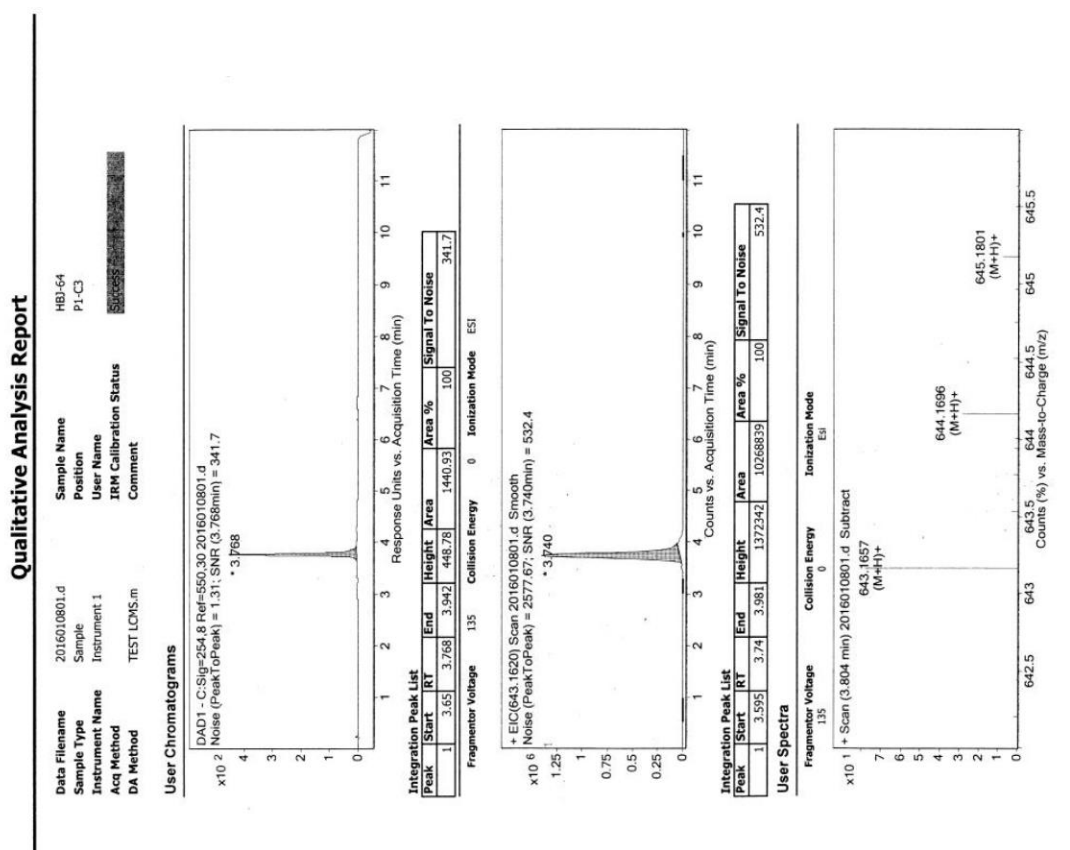 Qualitative Analysis Report
Data Filename 2016010801.d Sample Name HBJ-64
Sample Type Sample Position P1-C3
Instrument Name Instrument 1 User Name
Acq Method IRM Calibration Status Success
DA Method TEST LCMS.m Comment
User Chromatograms
x10 2
DAD1 - C:Sig=254,8 Ref=550,30 2016010801.d
Noise (PeakToPeak) = 1.31; SNR (3.768min) = 341.7
* 3.768
4
3
2
1
0
1 2 3 4 5 6 7 8 9 10 11
Response Units vs. Acquisition Time (min)
Integration Peak List
Peak Start RT End Height Area Area % Signal To Noise
1 3.65 3.768 3.942 448.78 1440.93 100 341.7
Fragmentor Voltage 135 Collision Energy 0 Ionization Mode ESI
x10 6
+ EIC(643.1620) Scan 2016010801.d Smooth
Noise (PeakToPeak) = 2577.67; SNR (3.740min) = 532.4
* 3.740
1
1.25
1
0.75
0.5
0.25
0
1 2 3 4 5 6 7 8 9 10 11
Counts vs. Acquisition Time (min)
Integration Peak List
Peak Start RT End Height Area Area % Signal To Noise
1 3.595 3.74 3.981 1372342 10268839 100 532.4
User Spectra
Fragmentor Voltage Collision Energy Ionization Mode
135 0 Esi
x10 1
+ Scan (3.804 min) 2016010801.d Subtract
643.1657
(M+H)+
644.1696
(M+H)+
645.1801
(M+H)+
7
6
5
4
3
2
1
0
642.5 643 643.5 644 644.5 645 645.5
Counts (%) vs. Mass-to-Charge (m/z)